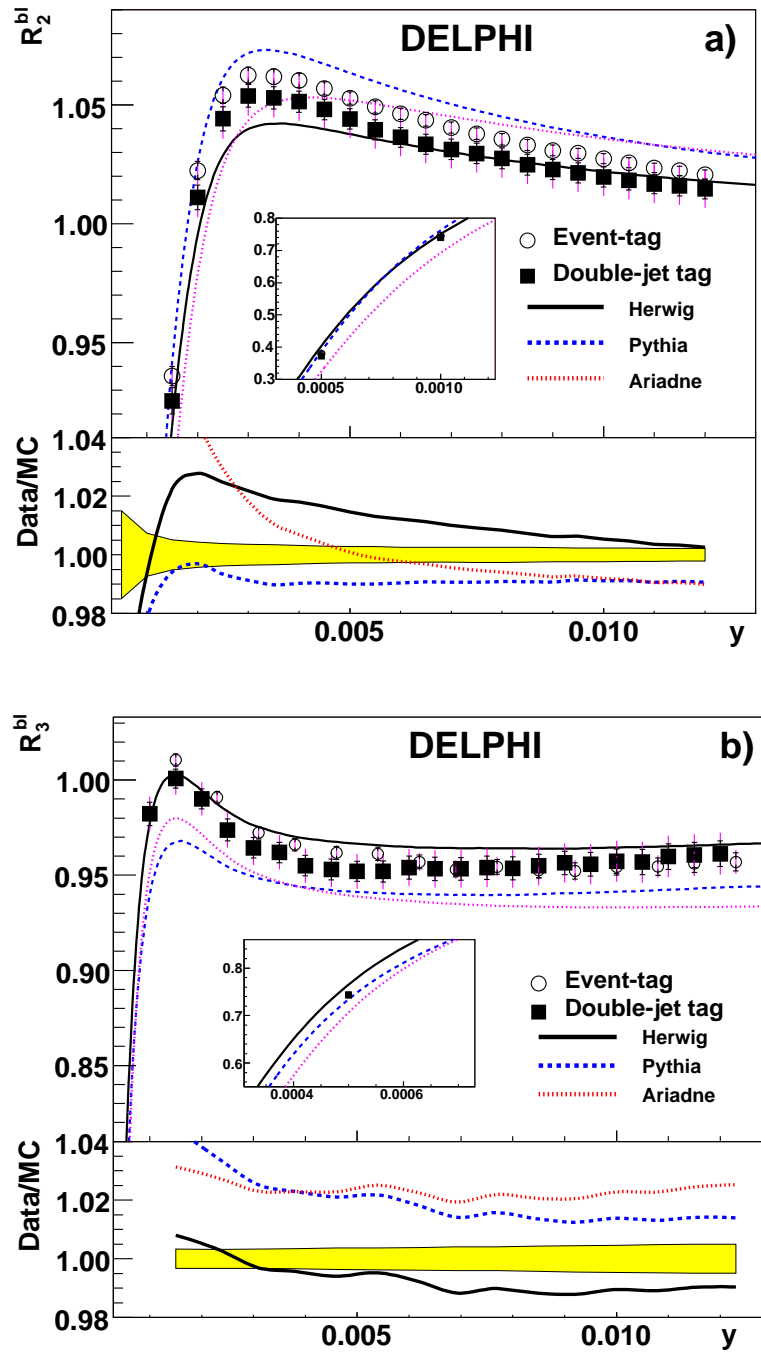 R₂ᵇˡ
DELPHI
a)
1.05
1.00
0.95
0.8
0.7
0.6
0.5
0.4
0.3
0.0005
0.0010
Event-tag
Double-jet tag
Herwig
Pythia
Ariadne
Data/MC
1.04
1.02
1.00
0.98
0.005
0.010
y
R₃ᵇˡ
DELPHI
b)
1.00
0.95
0.90
0.85
0.8
0.7
0.6
0.0004
0.0006
Event-tag
Double-jet tag
Herwig
Pythia
Ariadne
Data/MC
1.04
1.02
1.00
0.98
0.005
0.010
y